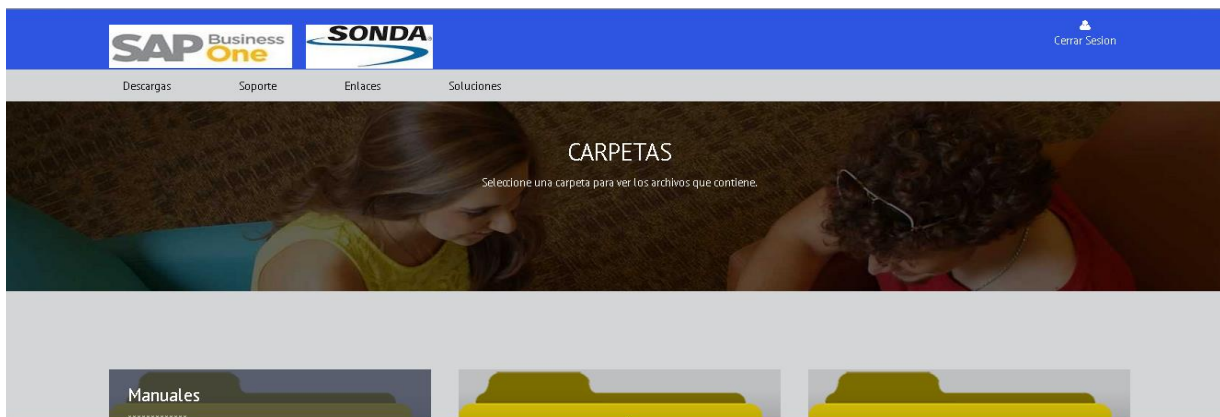 SAP Business One
SONDA
Cerrar Sesion
Descargas Soporte Enlaces Soluciones
CARPETAS
Seleccione una carpeta para ver los archivos que contiene.
Manuales